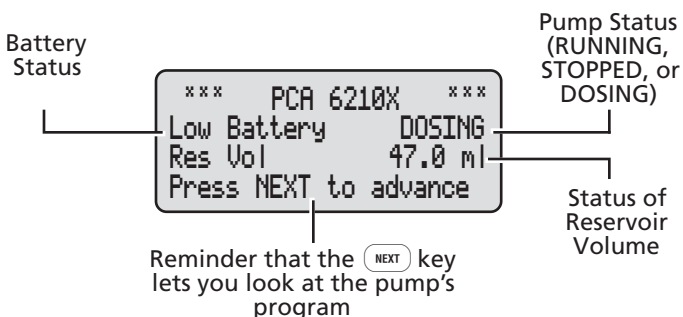 Battery
Status
Pump Status
(RUNNING,
STOPPED, or
DOSING)
*** PCA 6210X ***
Low Battery DOSING
Res Vol 47.0 ml
Press NEXT to advance
Status of
Reservoir
Volume
Reminder that the NEXT key
lets you look at the pump's
program